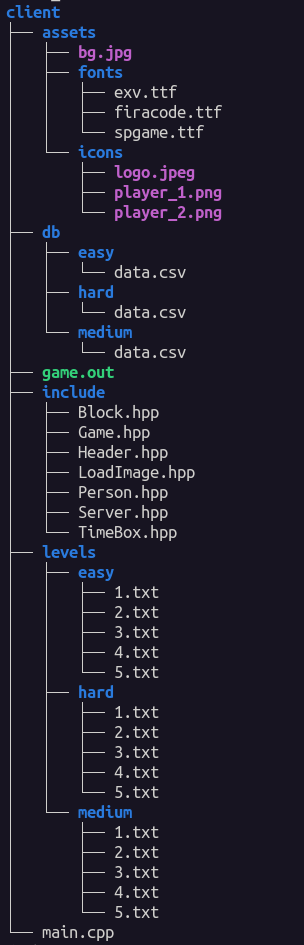 client
├── assets
│   ├── bg.jpg
│   ├── fonts
│   │   ├── exv.ttf
│   │   ├── firacode.ttf
│   │   └── spgame.ttf
│   └── icons
│       ├── logo.jpeg
│       ├── player_1.png
│       └── player_2.png
├── db
│   ├── easy
│   │   └── data.csv
│   ├── hard
│   │   └── data.csv
│   └── medium
│       └── data.csv
├── game.out
├── include
│   ├── Block.hpp
│   ├── Game.hpp
│   ├── Header.hpp
│   ├── LoadImage.hpp
│   ├── Person.hpp
│   ├── Server.hpp
│   └── TimeBox.hpp
├── levels
│   ├── easy
│   │   ├── 1.txt
│   │   ├── 2.txt
│   │   ├── 3.txt
│   │   ├── 4.txt
│   │   └── 5.txt
│   ├── hard
│   │   ├── 1.txt
│   │   ├── 2.txt
│   │   ├── 3.txt
│   │   ├── 4.txt
│   │   └── 5.txt
│   └── medium
│       ├── 1.txt
│       ├── 2.txt
│       ├── 3.txt
│       ├── 4.txt
│       └── 5.txt
└── main.cpp